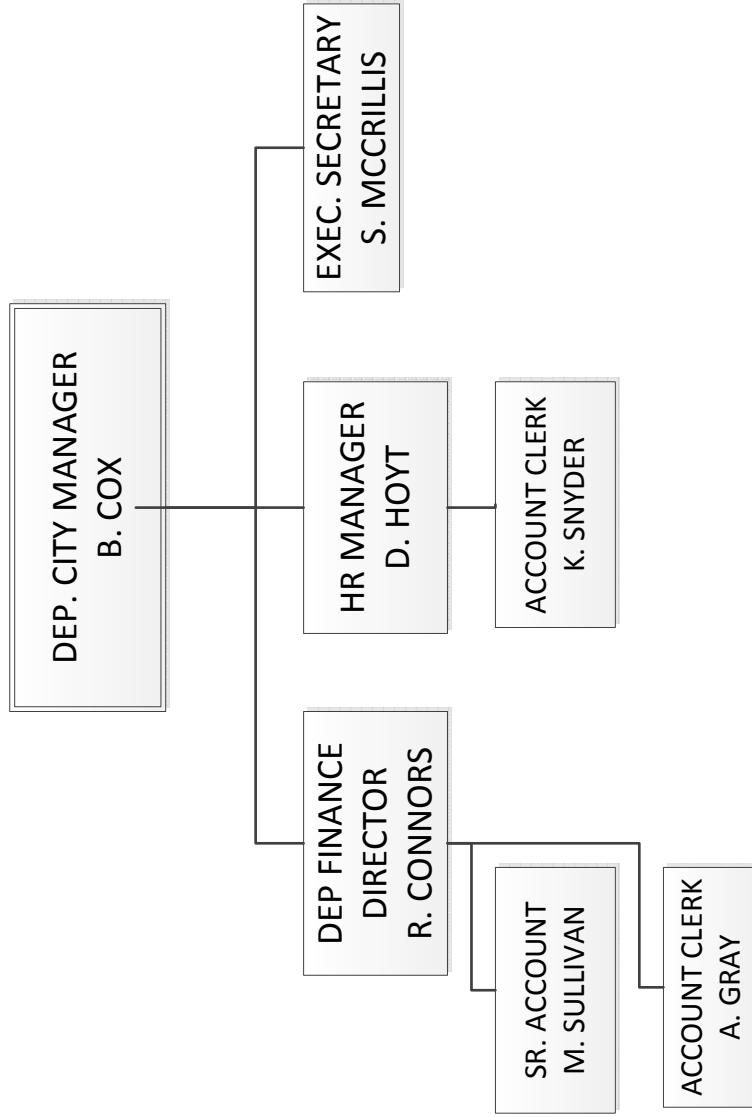 DEP. CITY MANAGER
B. COX
DEP FINANCE
DIRECTOR
R. CONNORS
HR MANAGER
D. HOYT
EXEC. SECRETARY
S. MCCRILLIS
SR. ACCOUNT
M. SULLIVAN
ACCOUNT CLERK
K. SNYDER
ACCOUNT CLERK
A. GRAY